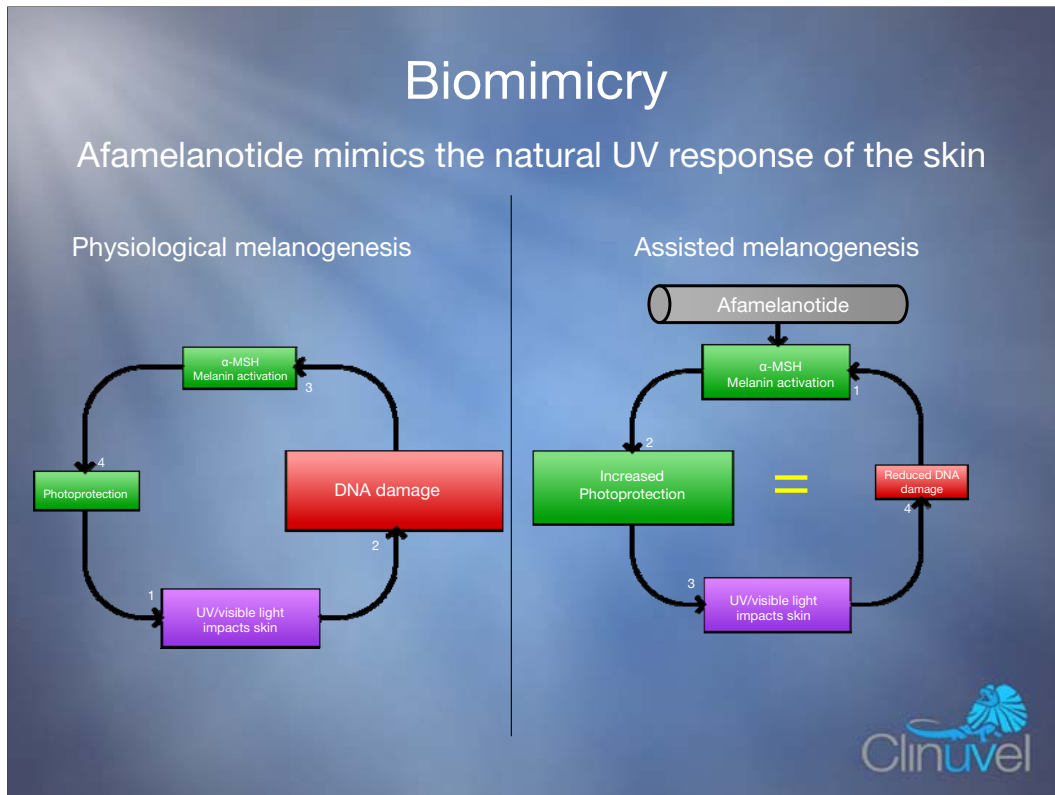 Biomimicry
Afamelanotide mimics the natural UV response of the skin
Physiological melanogenesis
α-MSH
Melanin activation
3
4
Photoprotection
DNA damage
2
1
UV/visible light
impacts skin
Assisted melanogenesis
Afamelanotide
α-MSH
Melanin activation
1
2
Increased
Photoprotection
=
Reduced DNA
damage
4
3
UV/visible light
impacts skin
Clinuvel